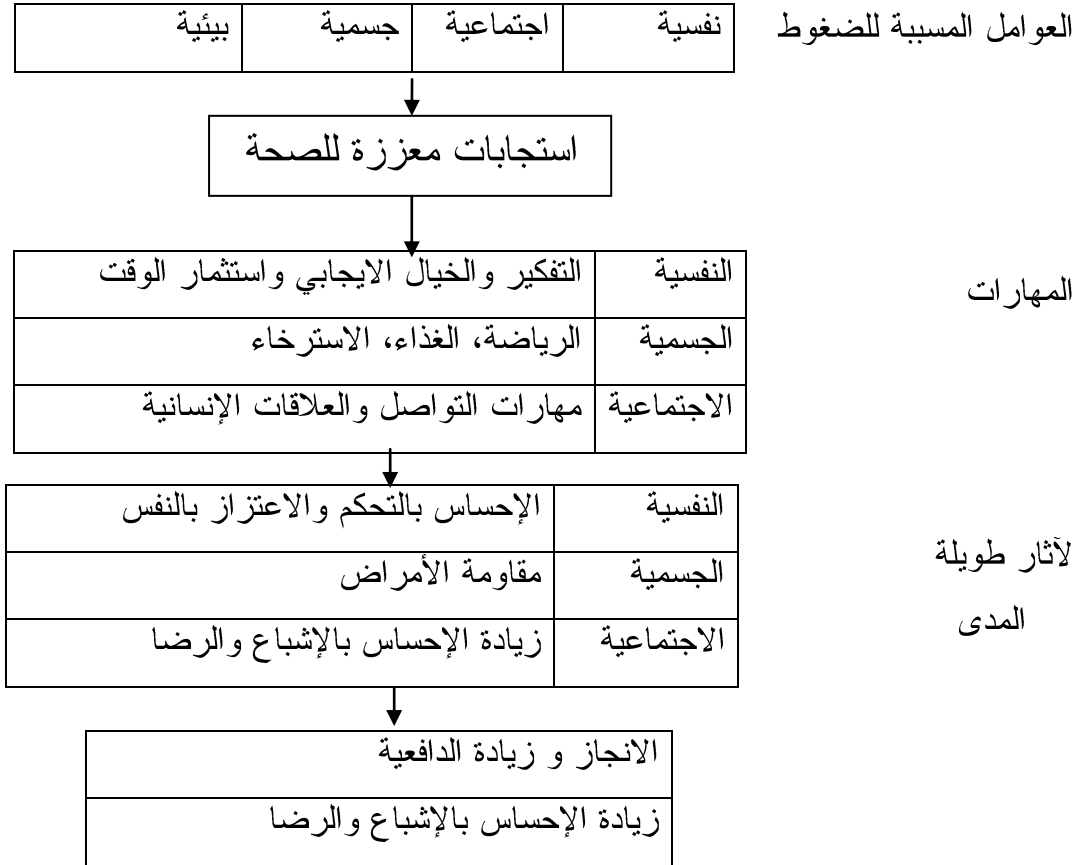 العوامل المسببة للضغوط
نفسية اجتماعية جسمية بيئية
استجابات معززة للصحة
المهارات
النفسية التفكير والخيال الايجابي واستثمار الوقت
الجسمية الرياضة، الغذاء، الاسترخاء
الاجتماعية مهارات التواصل والعلاقات الإنسانية
لآثار طويلة
المدى
النفسية الإحساس بالتحكم والاعتزاز بالنفس
الجسمية مقاومة الأمراض
الاجتماعية زيادة الإحساس بالإشباع والرضا
الانجاز و زيادة الدافعية
زيادة الإحساس بالإشباع والرضا